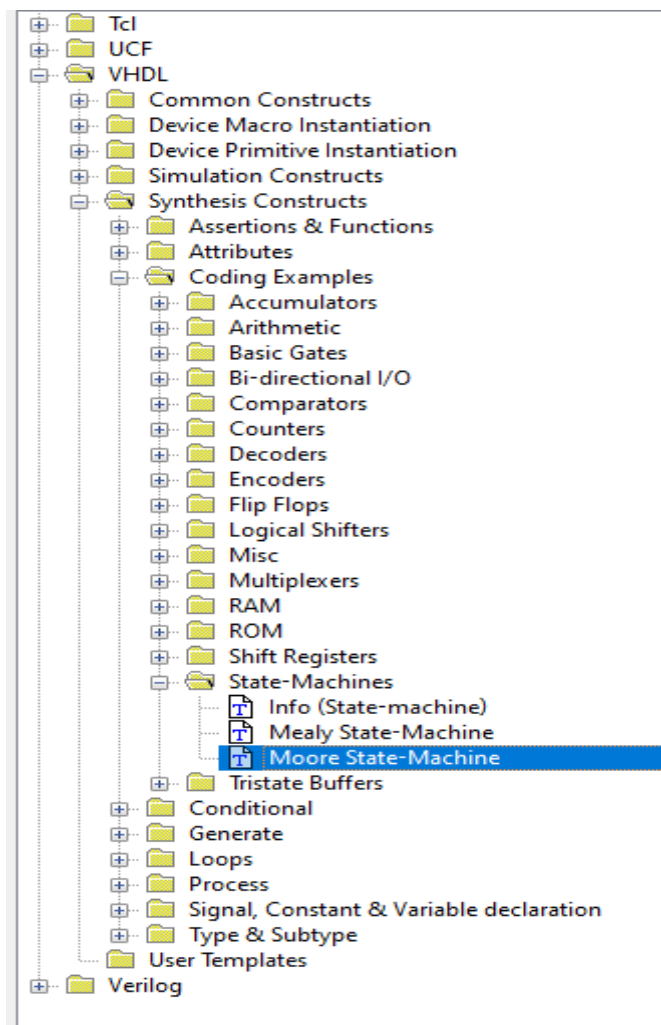 Tcl
UCF
VHDL
Common Constructs
Device Macro Instantiation
Device Primitive Instantiation
Simulation Constructs
Synthesis Constructs
Assertions & Functions
Attributes
Coding Examples
Accumulators
Arithmetic
Basic Gates
Bi-directional I/O
Comparators
Counters
Decoders
Encoders
Flip Flops
Logical Shifters
Misc
Multiplexers
RAM
ROM
Shift Registers
State-Machines
Info (State-machine)
Mealy State-Machine
Moore State-Machine
Tristate Buffers
Conditional
Generate
Loops
Process
Signal, Constant & Variable declaration
Type & Subtype
User Templates
Verilog